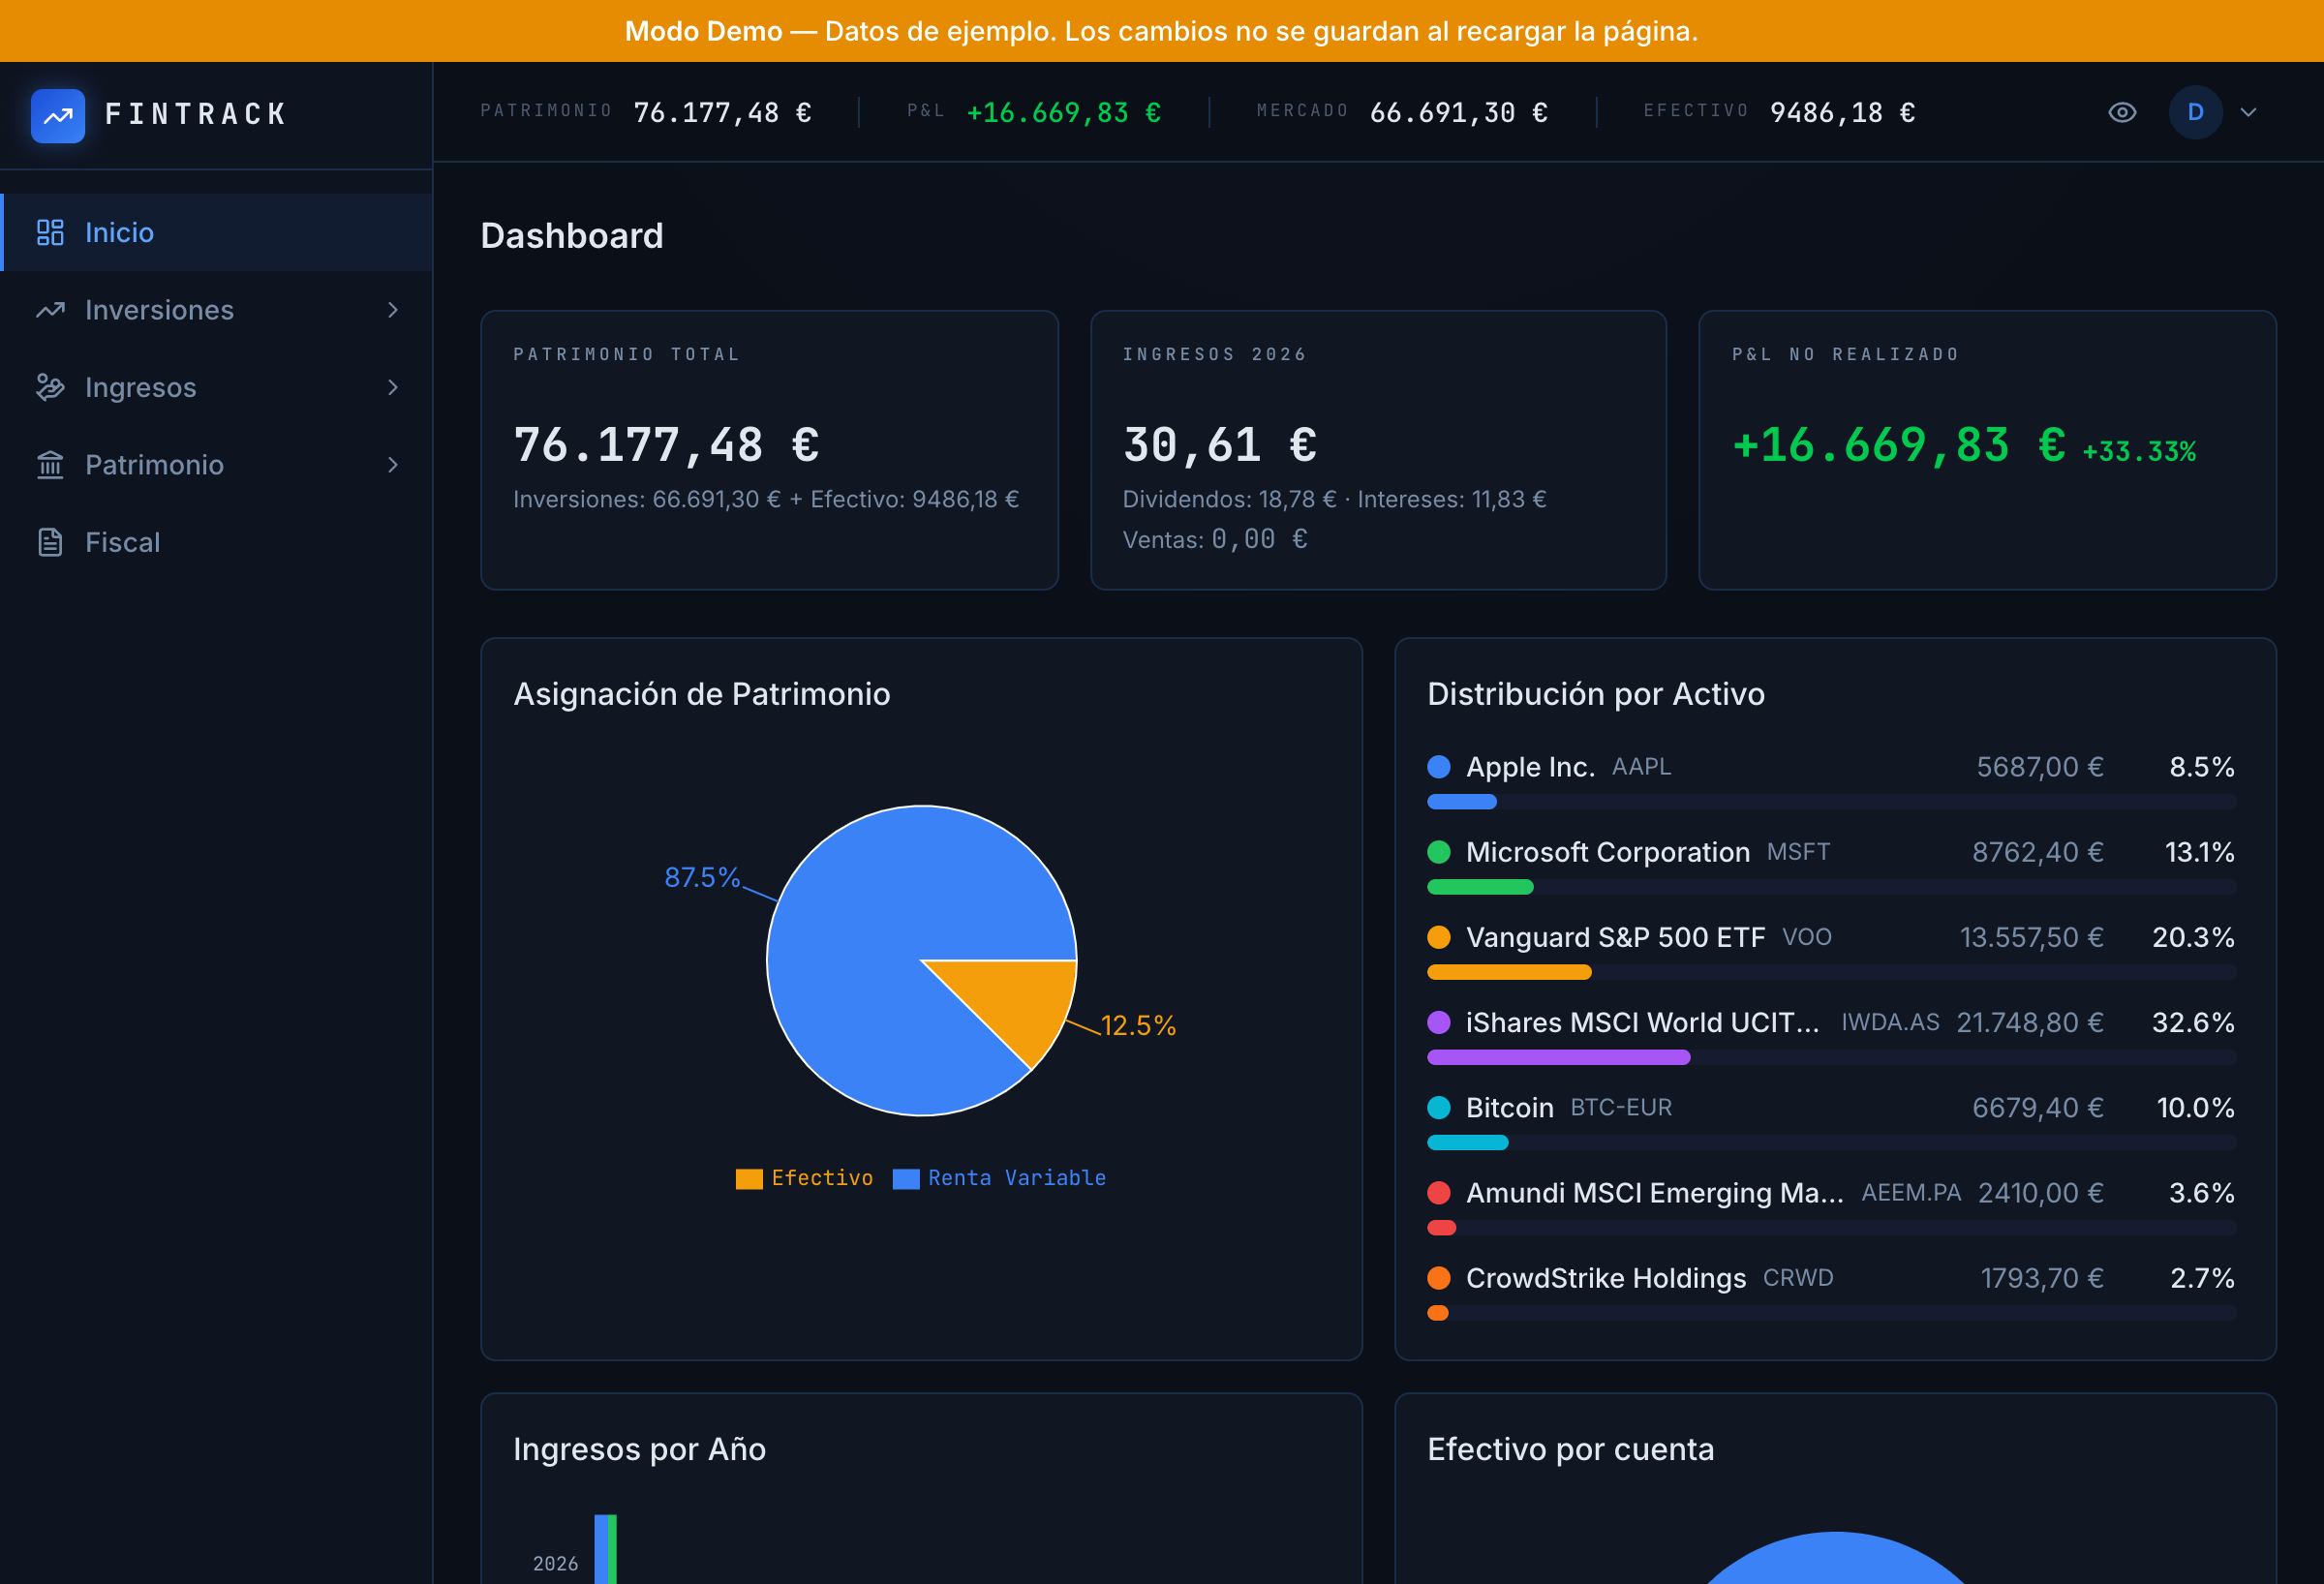 Modo Demo — Datos de ejemplo. Los cambios no se guardan al recargar la página.
FINTRACK
PATRIMONIO 76.177,48 € P&L +16.669,83 € MERCADO 66.691,30 € EFECTIVO 9486,18 € D
Inicio
Inversiones
Ingresos
Patrimonio
Fiscal
Dashboard
PATRIMONIO TOTAL
76.177,48 €
Inversiones: 66.691,30 € + Efectivo: 9486,18 €
INGRESOS 2026
30,61 €
Dividendos: 18,78 € · Intereses: 11,83 €
Ventas: 0,00 €
P&L NO REALIZADO
+16.669,83 € +33.33%
Asignación de Patrimonio
87.5%
12.5%
Efectivo Renta Variable
Distribución por Activo
Apple Inc. AAPL 5687,00 € 8.5%
Microsoft Corporation MSFT 8762,40 € 13.1%
Vanguard S&P 500 ETF VOO 13.557,50 € 20.3%
iShares MSCI World UCIT... IWDA.AS 21.748,80 € 32.6%
Bitcoin BTC-EUR 6679,40 € 10.0%
Amundi MSCI Emerging Ma... AEEM.PA 2410,00 € 3.6%
CrowdStrike Holdings CRWD 1793,70 € 2.7%
Ingresos por Año
2026
Efectivo por cuenta